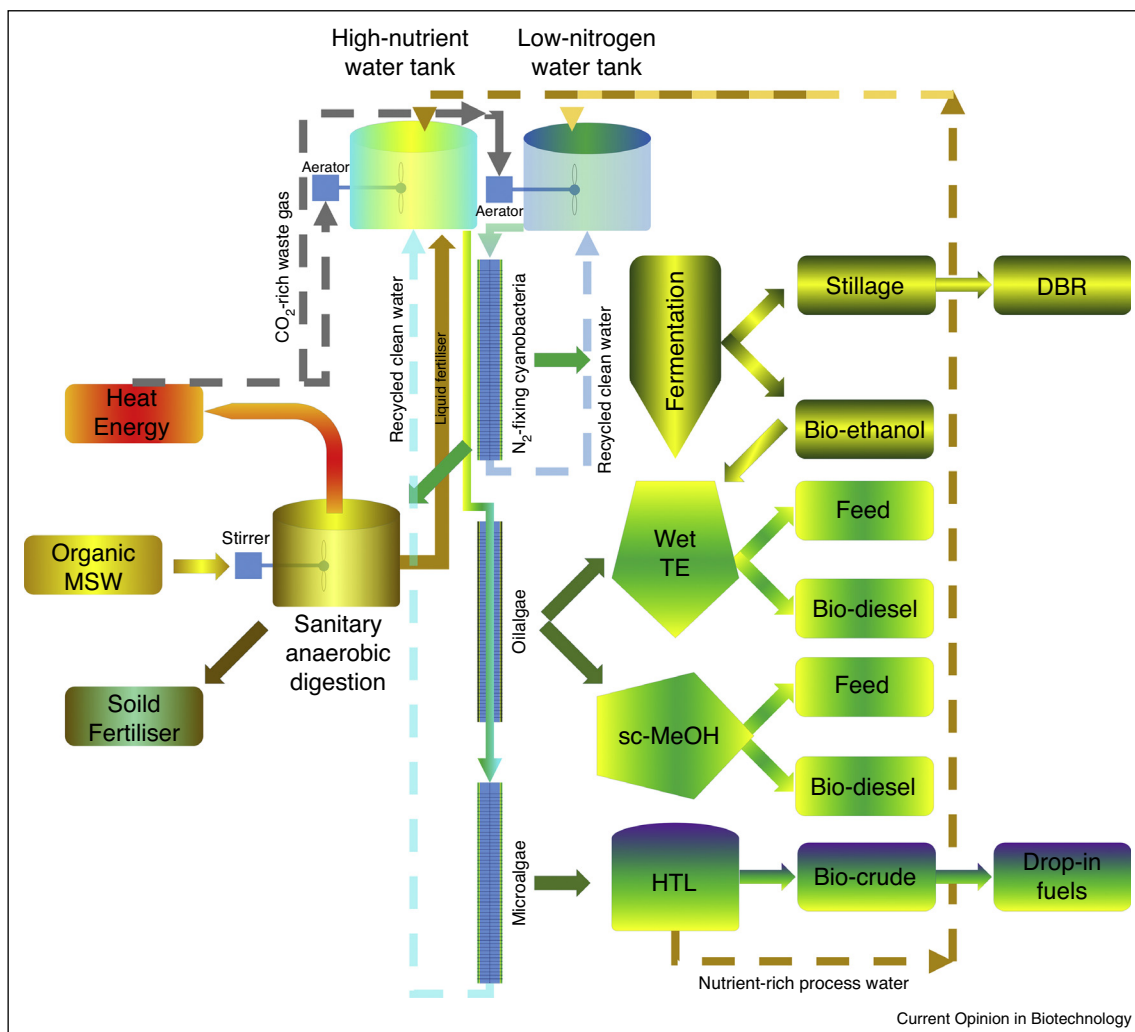 High-nutrient
water tank
Low-nitrogen
water tank
Aerator
Aerator
CO2-rich waste gas
Recycled clean water
Liquid fertiliser
N2-fixing cyanobacteria
Recycled clean water
Fermentation
Stillage
DBR
Heat
Energy
Bio-ethanol
Organic
MSW
Stirrer
Sanitary
anaerobic
digestion
Soild
Fertiliser
Oilalgae
Wet
TE
Feed
Bio-diesel
sc-MeOH
Feed
Bio-diesel
Microalgae
HTL
Bio-crude
Drop-in
fuels
Nutrient-rich process water
Current Opinion in Biotechnology